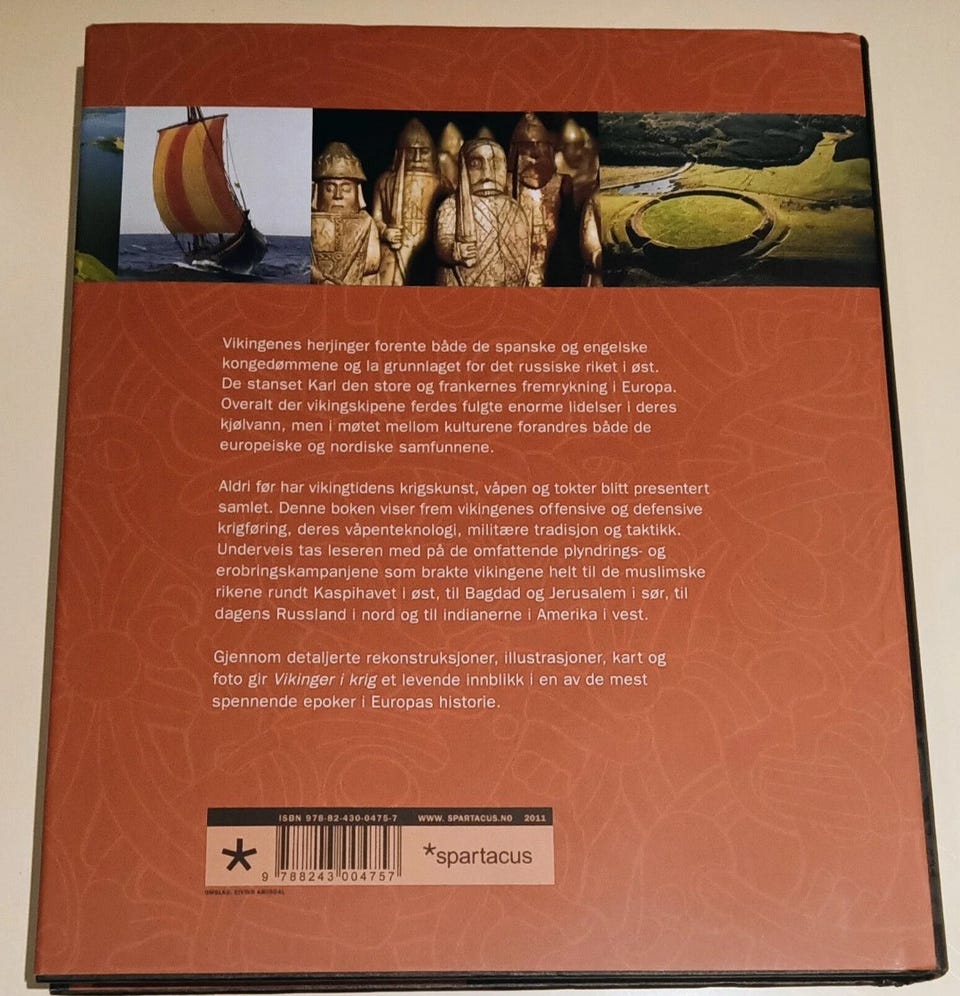 Vikingenes herjinger forente både de spanske og engelske
kongedømmene og la grunnlaget for det russiske riket i øst.
De stanset Karl den store og frankernes fremrykning i Europa.
Overalt der vikingskipene ferdes fulgte enorme lidelser i deres
kjølvann, men i møtet mellom kulturene forandres både de
europeiske og nordiske samfunnene.
Aldri før har vikingtidens krigskunst, våpen og tokter blitt presentert
samlet. Denne boken viser frem vikingenes offensive og defensive
krigføring, deres våpenteknologi, militære tradisjon og taktikk.
Underveis tas leseren med på de omfattende plyndrings- og
erobringskampanjene som brakte vikingene helt til de muslimske
rikene rundt Kaspihavet i øst, til Bagdad og Jerusalem i sør, til
dagens Russland i nord og til indianerne i Amerika i vest.
Gjennom detaljerte rekonstruksjoner, illustrasjoner, kart og
foto gir Vikinger i krig et levende innblikk i en av de mest
spennende epoker i Europas historie.
ISBN 978-82-430-0475-7 WWW. SPARTACUS.NO 2011
*spartacus
9 788243 004757
OMSLAG: EIVIND